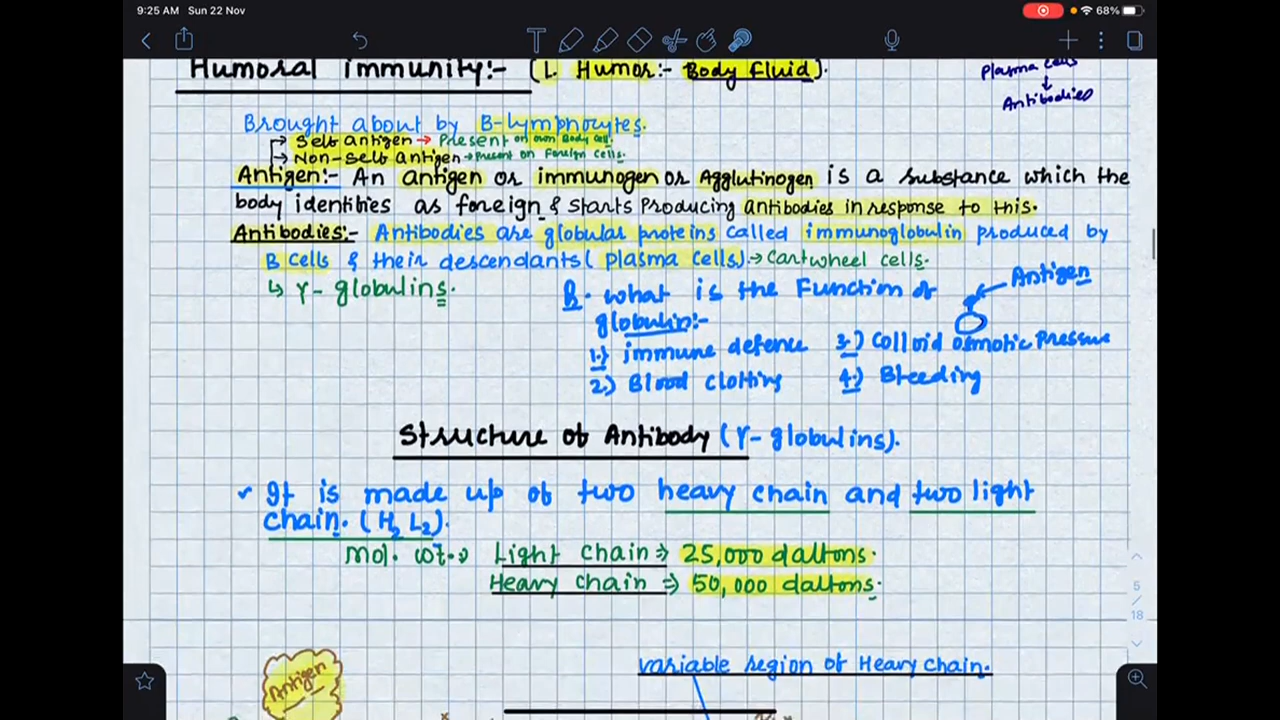 9:25 AM Sun 22 Nov
68%
Humoral immunity:- (L. Humor:- Body Fluid).
Plasma cells
↓
Antibodies
Brought about by B-lymphocytes.
→ Self antigen → Present on own Body cell.
→ Non-self antigen → Present on Foreign cells.
Antigen:- An antigen or immunogen or Agglutinogen is a substance which the
body identifies as foreign & starts Producing antibodies in response to this.
Antibodies:- Antibodies are globular proteins called immunoglobulin produced by
B cells & their descendants (plasma cells). → Cartwheel cells.
↳ γ-globulins.
Q. What is the Function of
globulin:-
Antigen
1.) immune defence 3.) Colloid osmotic Pressure
2.) Blood Clotting 4.) Bleeding
Structure of Antibody (γ-globulins).
✓ It is made up of two heavy chain and two light
chain. (H2 L2).
Mol. wt. → Light chain ⇒ 25,000 daltons.
Heavy chain ⇒ 50,000 daltons.
5
/
18
Antigen
variable region of Heavy chain.